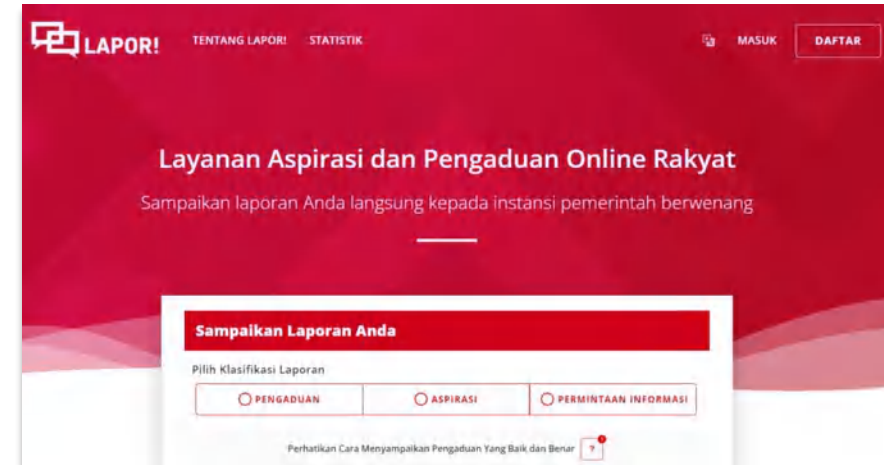 LAPOR! TENTANG LAPOR! STATISTIK MASUK DAFTAR
Layanan Aspirasi dan Pengaduan Online Rakyat
Sampaikan laporan Anda langsung kepada instansi pemerintah berwenang
Sampaikan Laporan Anda
Pilih Klasifikasi Laporan
PENGADUAN ASPIRASI PERMINTAAN INFORMASI
Perhatikan Cara Menyampaikan Pengaduan Yang Baik dan Benar ?